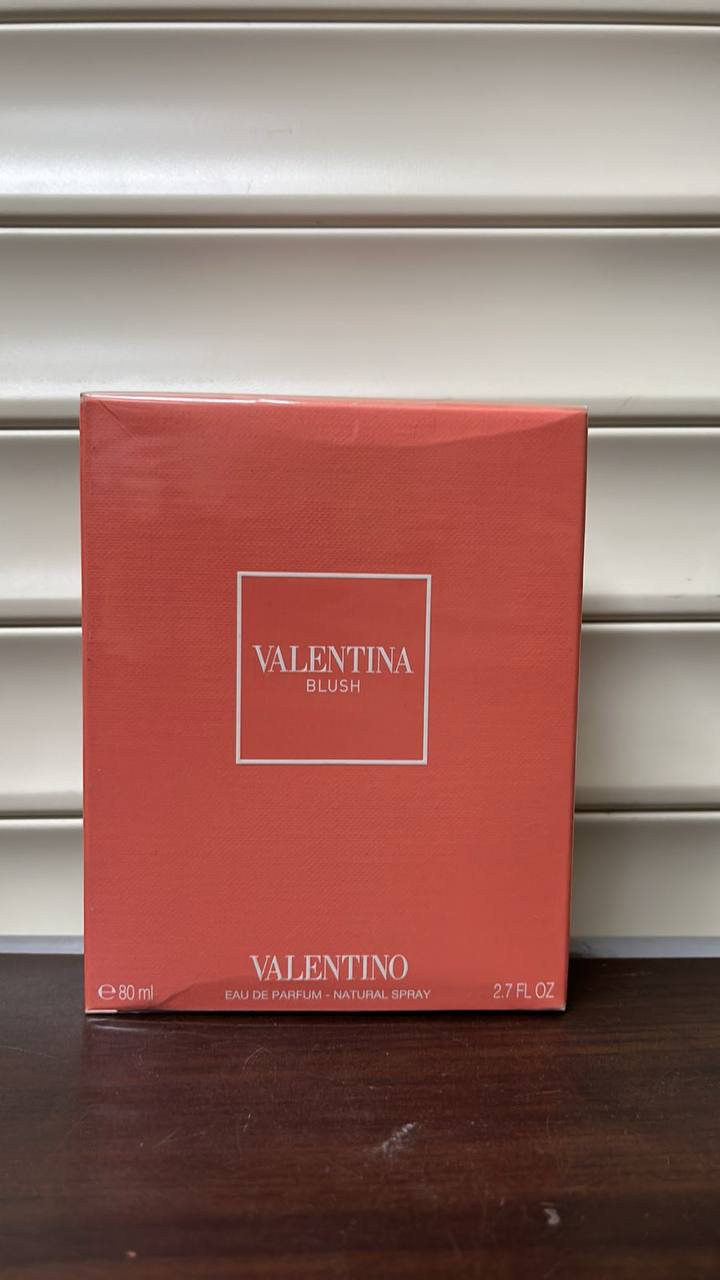 VALENTINA
BLUSH
VALENTINO
℮ 80 ml
EAU DE PARFUM - NATURAL SPRAY
2.7 FL OZ